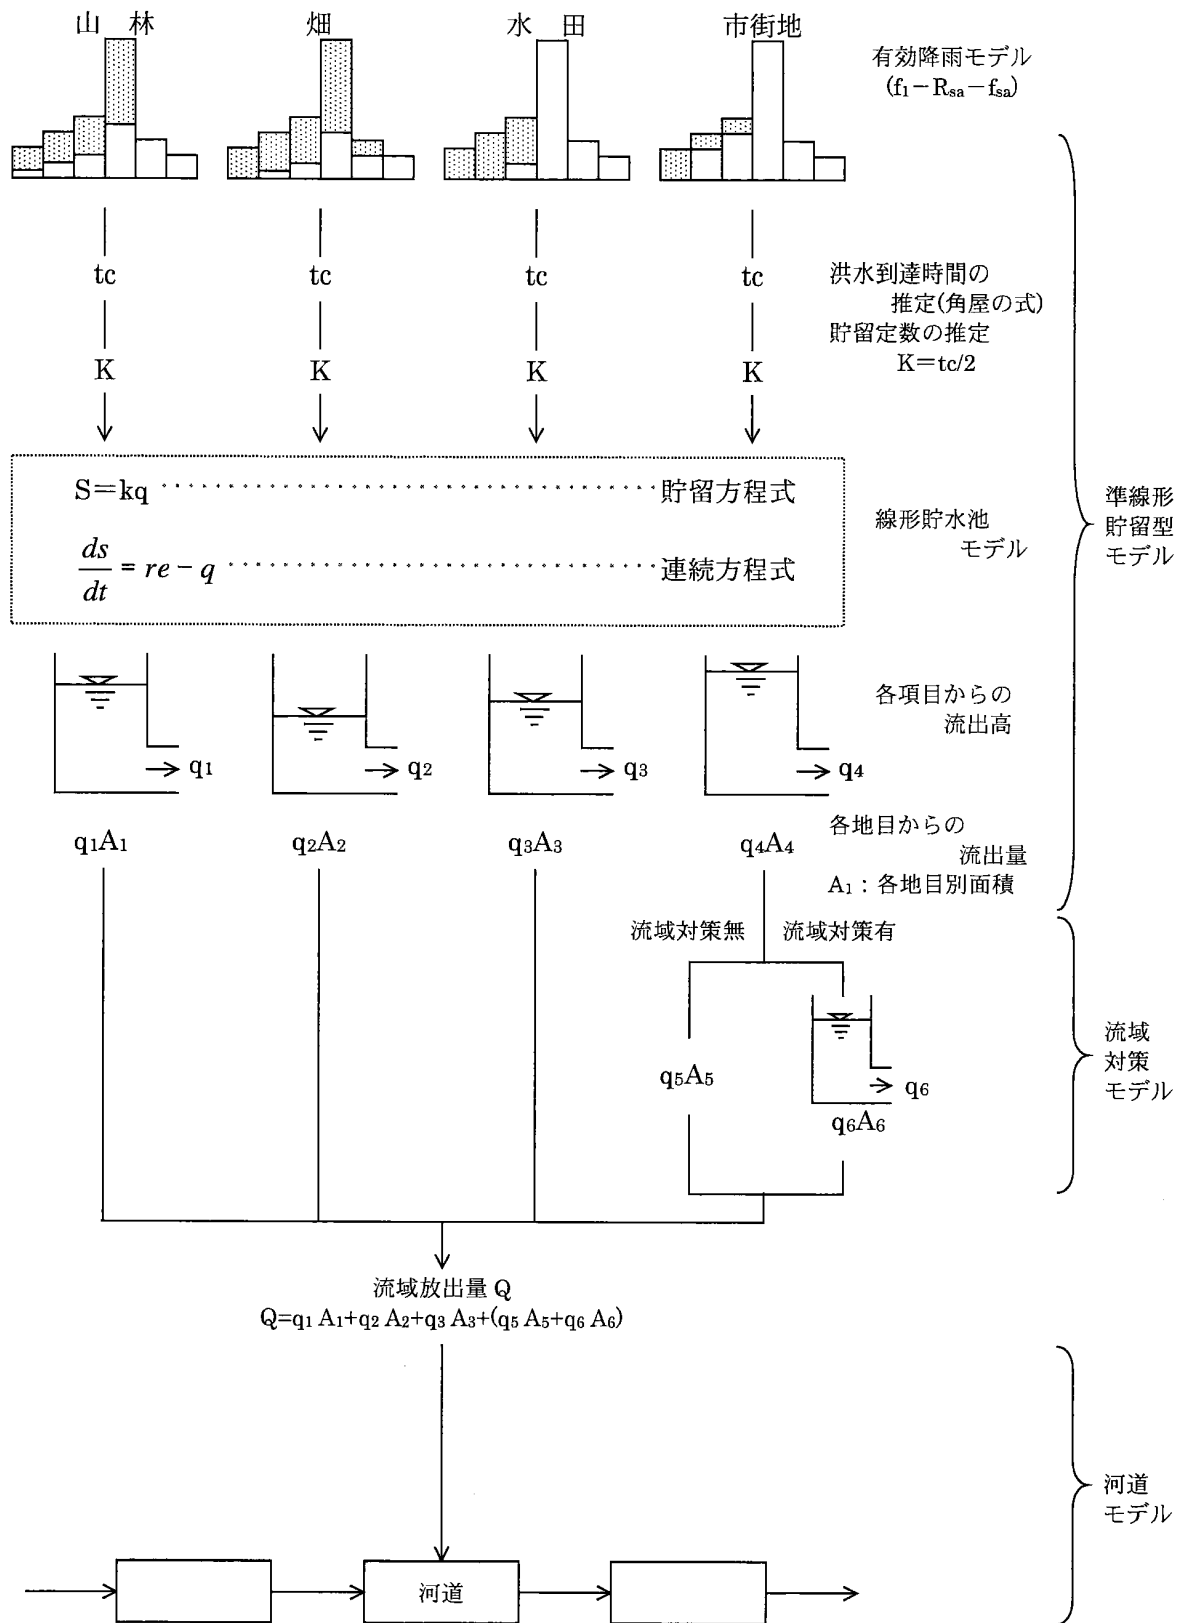 山林 畑 水田 市街地
有効降雨モデル
(f1－Rsa－fsa)
tc tc tc tc
洪水到達時間の
推定(角屋の式)
貯留定数の推定
K＝tc/2
K K K K
S＝kq ‥‥‥‥‥‥‥‥‥‥ 貯留方程式
ds/dt = re − q ‥‥‥‥‥‥‥‥‥‥ 連続方程式
線形貯水池
モデル
準線形
貯留型
モデル
各項目からの
流出高
q1 q2 q3 q4
q1A1 q2A2 q3A3 q4A4
各地目からの
流出量
A1：各地目別面積
流域対策無 流域対策有
q5A5
q6
q6A6
流域
対策
モデル
流域放出量 Q
Q=q1 A1+q2 A2+q3 A3+(q5 A5+q6 A6)
河道
モデル
河道